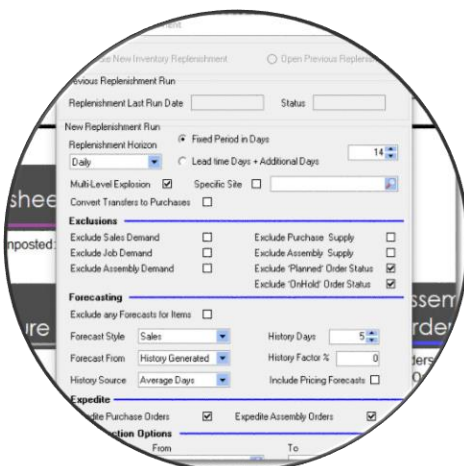 New Inventory Replenishment Open Previous
Previous Replenishment Run
Replenishment Last Run Date Status
New Replenishment Run
Replenishment Horizon Fixed Period in Days 14
Daily Lead time Days + Additional Days
Multi-Level Explosion Specific Site
Convert Transfers to Purchases
Exclusions
Exclude Sales Demand Exclude Purchase Supply
Exclude Job Demand Exclude Assembly Supply
Exclude Assembly Demand Exclude 'Planned' Order Status
Exclude 'OnHold' Order Status
Forecasting
Exclude any Forecasts for Items
Forecast Style Sales History Days 5
Forecast From History Generated History Factor % 0
History Source Average Days Include Pricing Forecasts
Expedite
Purchase Orders Expedite Assembly Orders
Options
From To